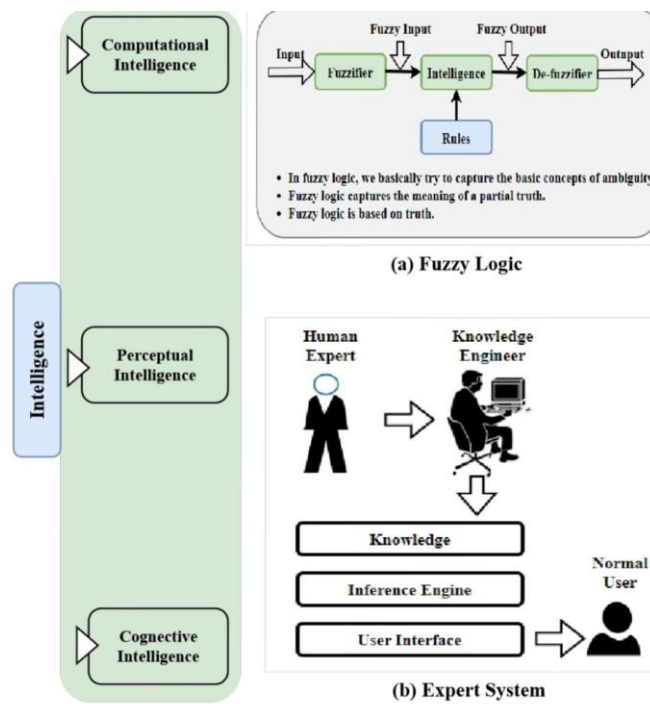 Intelligence
Computational
Intelligence
Perceptual
Intelligence
Cognective
Intelligence
Fuzzy Input
Fuzzy Output
Input
Outnput
Fuzzifier
Intelligence
De-fuzzifier
Rules
• In fuzzy logic, we basically try to capture the basic concepts of ambiguity
• Fuzzy logic captures the meaning of a partial truth.
• Fuzzy logic is based on truth.
(a) Fuzzy Logic
Human
Expert
Knowledge
Engineer
Knowledge
Inference Engine
User Interface
Normal
User
(b) Expert System